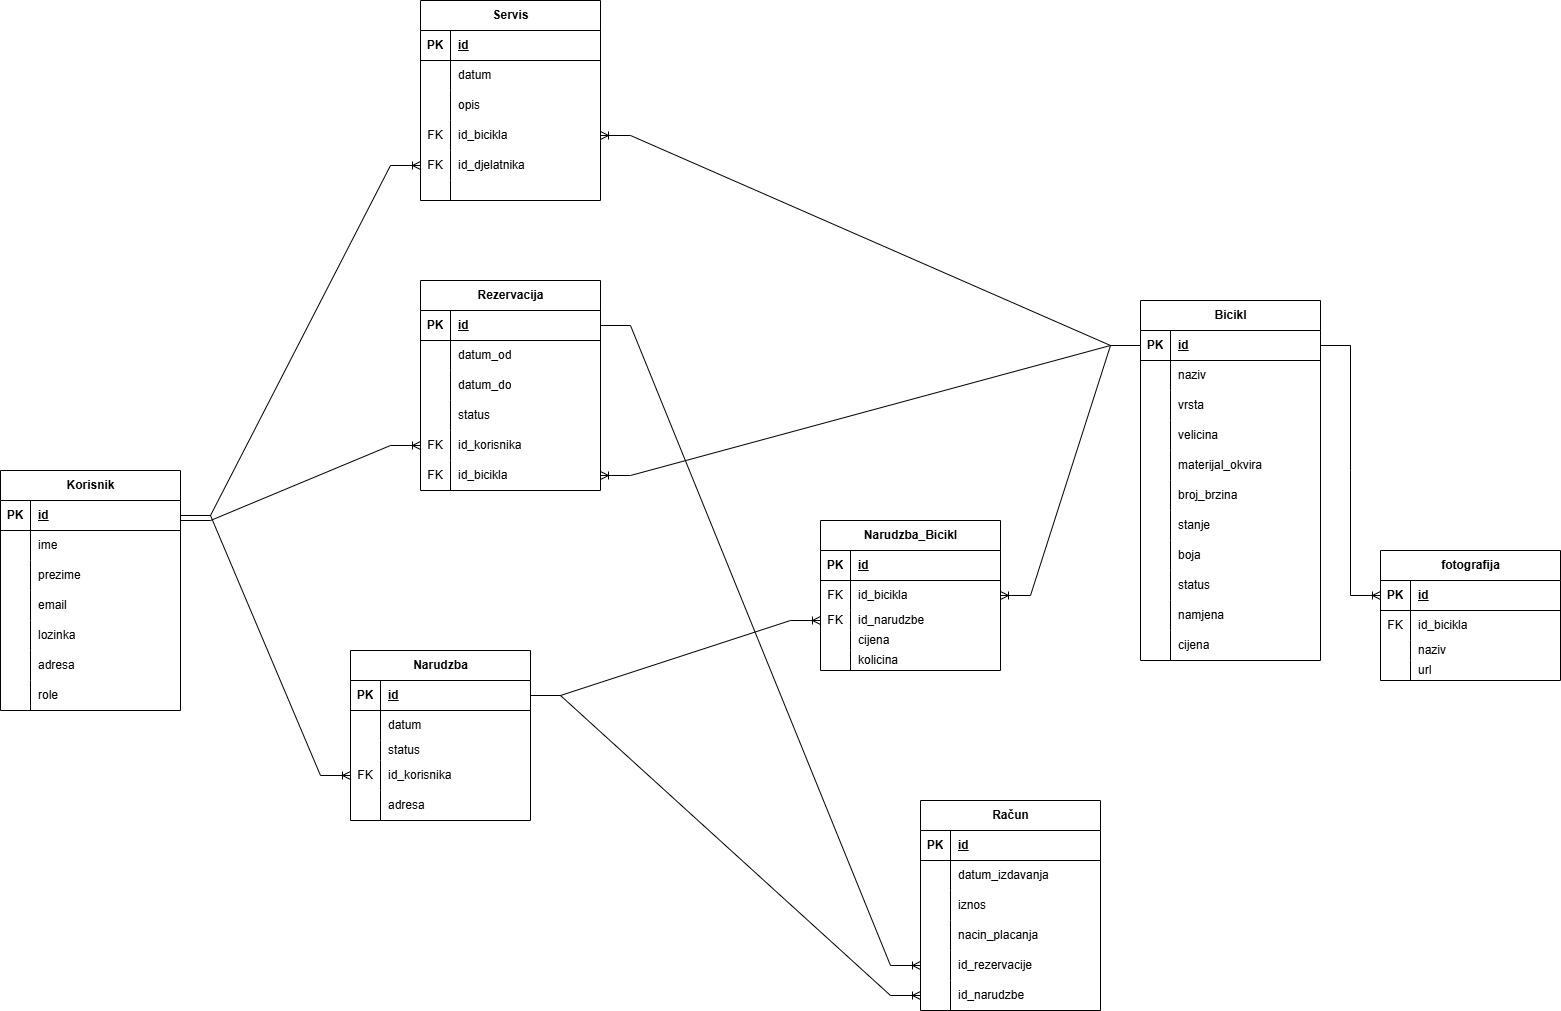 Servis
PK id
datum
opis
FK id_bicikla
FK id_djelatnika
Rezervacija
PK id
datum_od
datum_do
status
FK id_korisnika
FK id_bicikla
Bicikl
PK id
naziv
vrsta
velicina
materijal_okvira
broj_brzina
stanje
boja
status
namjena
cijena
Korisnik
PK id
ime
prezime
email
lozinka
adresa
role
Narudzba_Bicikl
PK id
FK id_bicikla
FK id_narudzbe
cijena
kolicina
fotografija
PK id
FK id_bicikla
naziv
url
Narudzba
PK id
datum
status
FK id_korisnika
adresa
Račun
PK id
datum_izdavanja
iznos
nacin_placanja
id_rezervacije
id_narudzbe